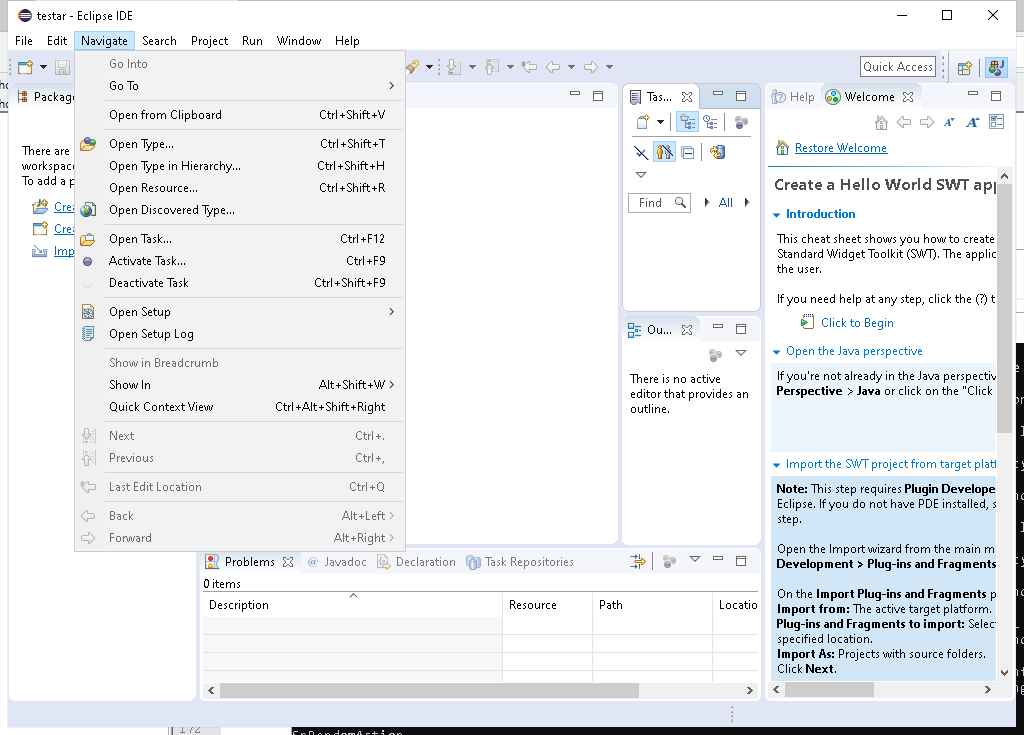 testar - Eclipse IDE
File Edit Navigate Search Project Run Window Help
Quick Access
Go Into
Go To
Open from Clipboard Ctrl+Shift+V
Open Type... Ctrl+Shift+T
Open Type in Hierarchy... Ctrl+Shift+H
Open Resource... Ctrl+Shift+R
Open Discovered Type...
Open Task... Ctrl+F12
Activate Task... Ctrl+F9
Deactivate Task Ctrl+Shift+F9
Open Setup
Open Setup Log
Show in Breadcrumb
Show In Alt+Shift+W
Quick Context View Ctrl+Alt+Shift+Right
Next Ctrl+.
Previous Ctrl+,
Last Edit Location Ctrl+Q
Back Alt+Left
Forward Alt+Right
Packag
There are
workspac
To add a p
Cre
Cre
Imp
Tas...
Find All
Ou...
There is no active
editor that provides an
outline.
Help Welcome
Restore Welcome
Create a Hello World SWT app
Introduction
This cheat sheet shows you how to create
Standard Widget Toolkit (SWT). The applic
the user.
If you need help at any step, click the (?) t
Click to Begin
Open the Java perspective
If you're not already in the Java perspectiv
Perspective > Java or click on the "Click
Import the SWT project from target platf
Note: This step requires Plugin Develope
Eclipse. If you do not have PDE installed, s
step.
Open the Import wizard from the main m
Development > Plug-ins and Fragments
On the Import Plug-ins and Fragments p
Import from: The active target platform.
Plug-ins and Fragments to import: Selec
specified location.
Import As: Projects with source folders.
Click Next.
Problems Javadoc Declaration Task Repositories
0 items
Description Resource Path Locatio
172